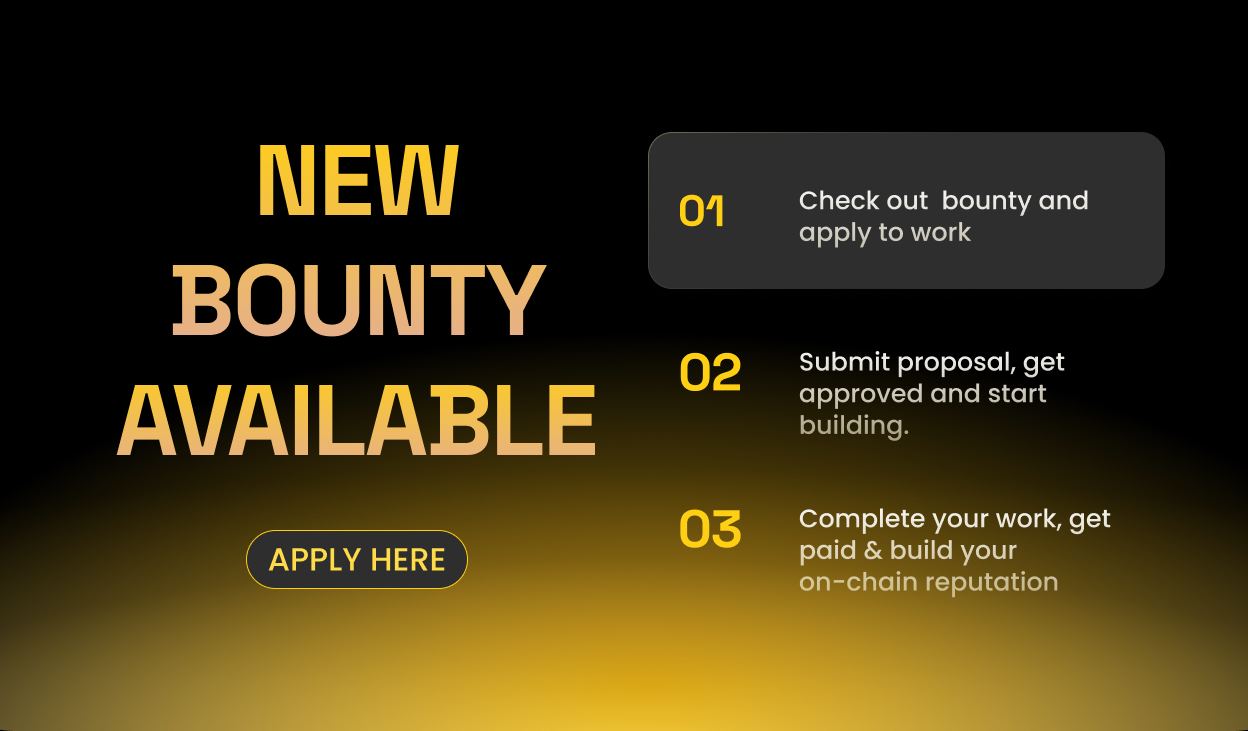 NEW
BOUNTY
AVAILABLE
APPLY HERE
01
Check out  bounty and
apply to work
02
Submit proposal, get
approved and start
building.
03
Complete your work, get
paid & build your
on-chain reputation